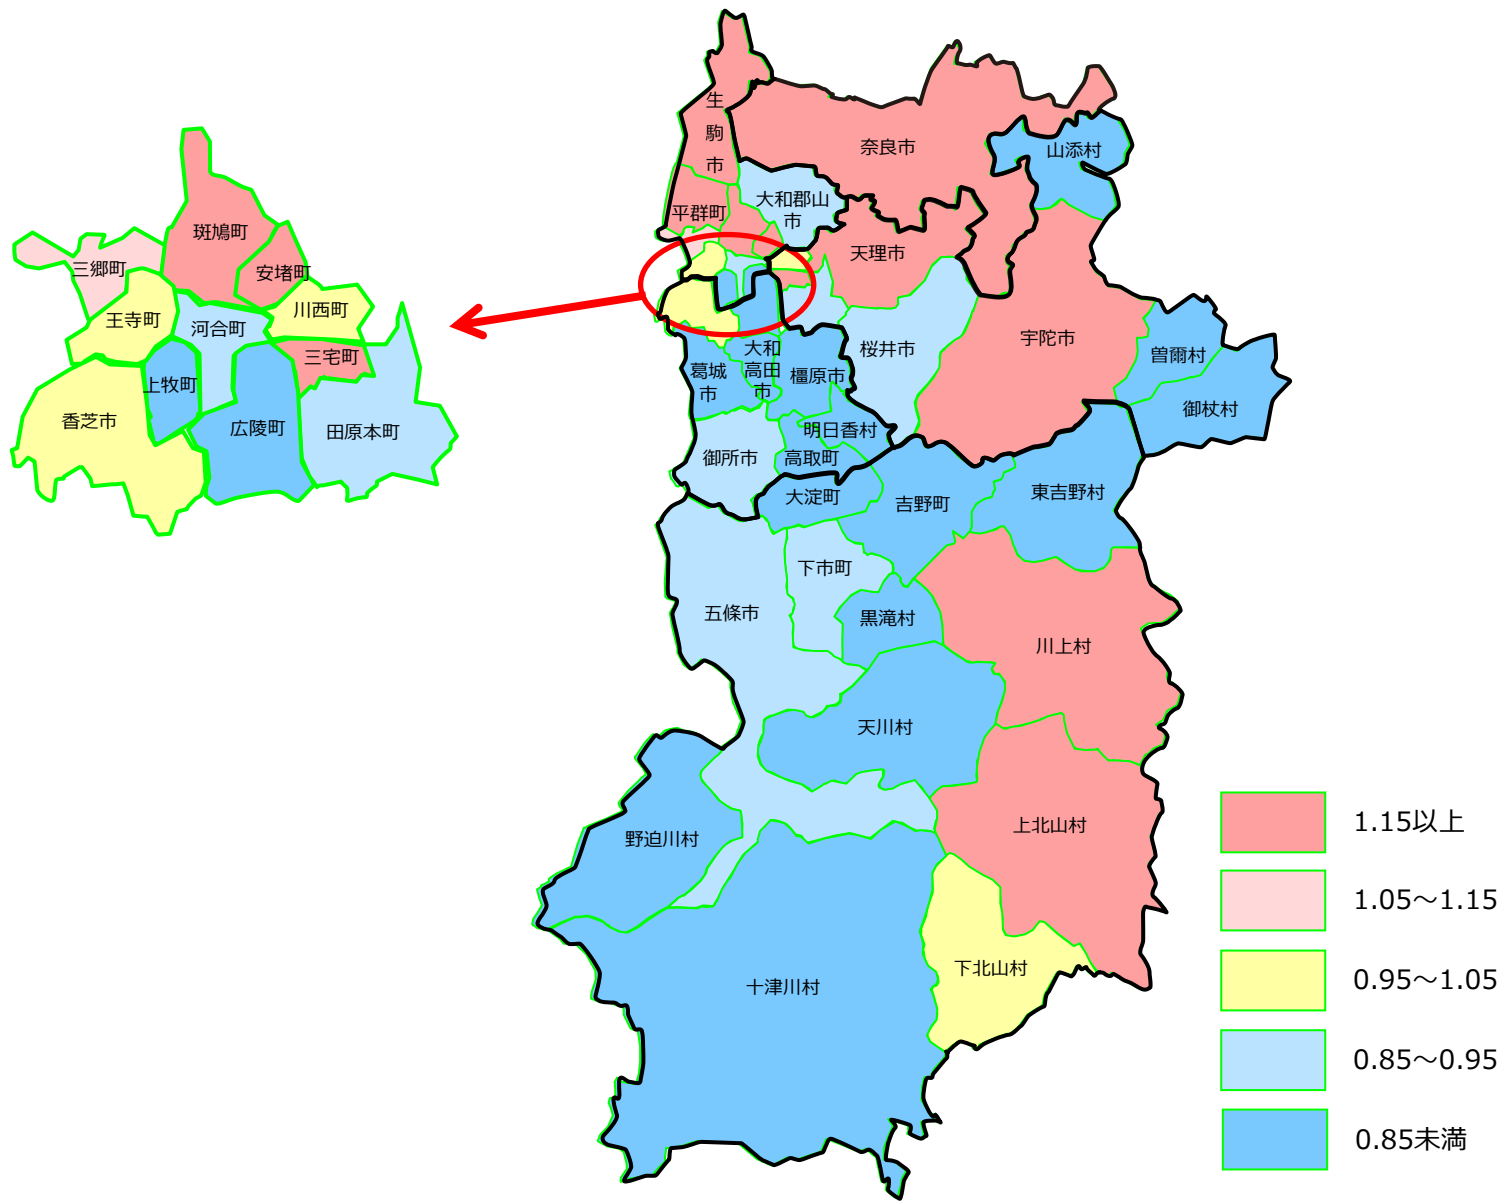 生
駒
市
奈良市
山添村
大和郡山
市
平群町
天理市
宇陀市
桜井市
曽爾村
御杖村
大和
高田
市
葛城
市
橿原市
明日香村
高取町
御所市
大淀町
吉野町
東吉野村
下市町
五條市
黒滝村
川上村
天川村
上北山村
野迫川村
下北山村
十津川村
斑鳩町
三郷町
安堵町
川西町
王寺町
河合町
三宅町
上牧町
香芝市
広陵町
田原本町
1.15以上
1.05～1.15
0.95～1.05
0.85～0.95
0.85未満